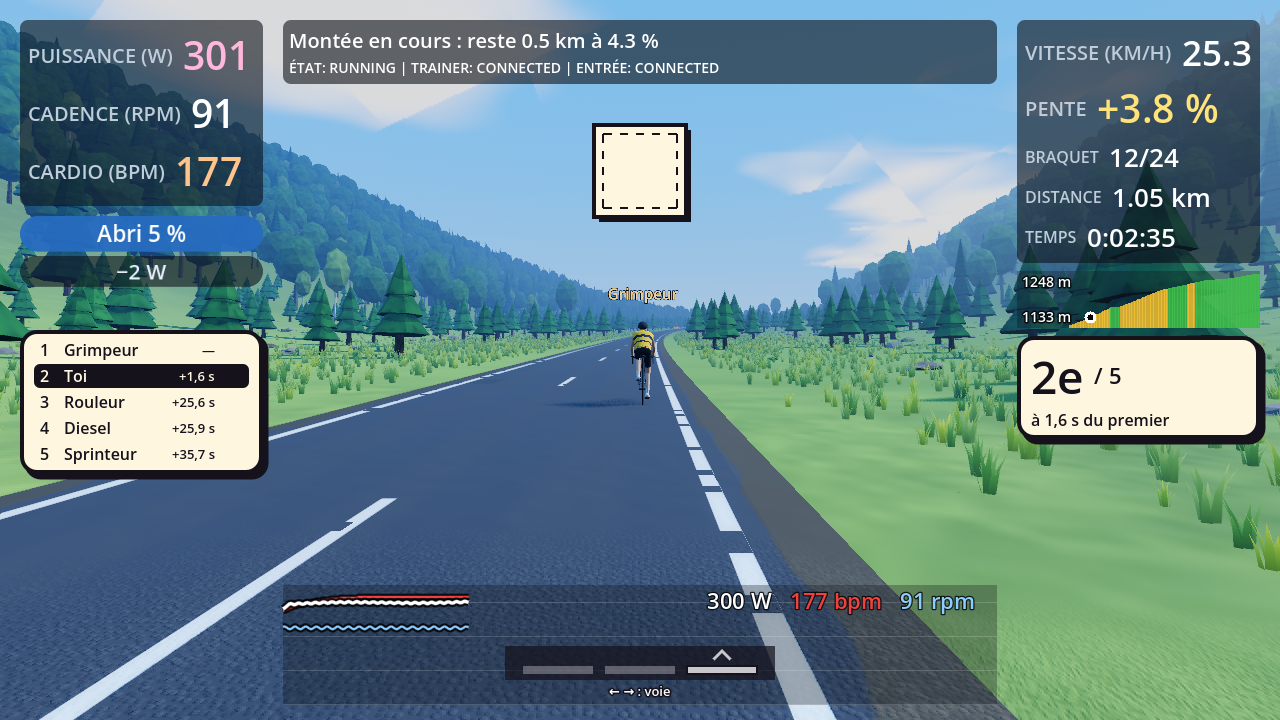 PUISSANCE (W) 301
CADENCE (RPM) 91
CARDIO (BPM) 177
Abri 5 %
−2 W
Montée en cours : reste 0.5 km à 4.3 %
ÉTAT: RUNNING | TRAINER: CONNECTED | ENTRÉE: CONNECTED
VITESSE (KM/H) 25.3
PENTE +3.8 %
BRAQUET 12/24
DISTANCE 1.05 km
TEMPS 0:02:35
1248 m
1133 m
Grimpeur
1 Grimpeur —
2 Toi +1,6 s
3 Rouleur +25,6 s
4 Diesel +25,9 s
5 Sprinteur +35,7 s
2e / 5
à 1,6 s du premier
300 W 177 bpm 91 rpm
← → : voie